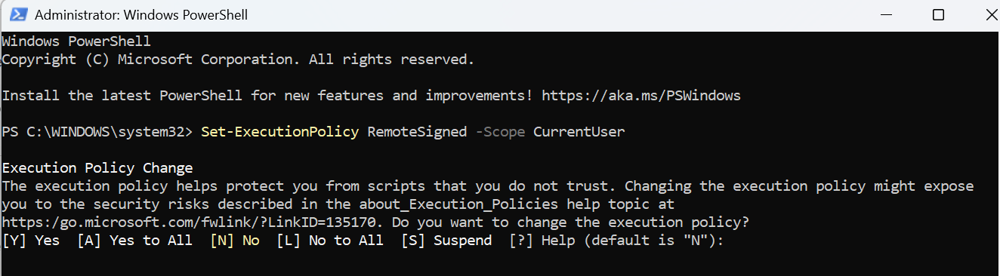 Administrator: Windows PowerShell
Windows PowerShell
Copyright (C) Microsoft Corporation. All rights reserved.
Install the latest PowerShell for new features and improvements! https://aka.ms/PSWindows
PS C:\WINDOWS\system32> Set-ExecutionPolicy RemoteSigned -Scope CurrentUser
Execution Policy Change
The execution policy helps protect you from scripts that you do not trust. Changing the execution policy might expose
you to the security risks described in the about_Execution_Policies help topic at
https:/go.microsoft.com/fwlink/?LinkID=135170. Do you want to change the execution policy?
[Y] Yes  [A] Yes to All  [N] No  [L] No to All  [S] Suspend  [?] Help (default is "N"):